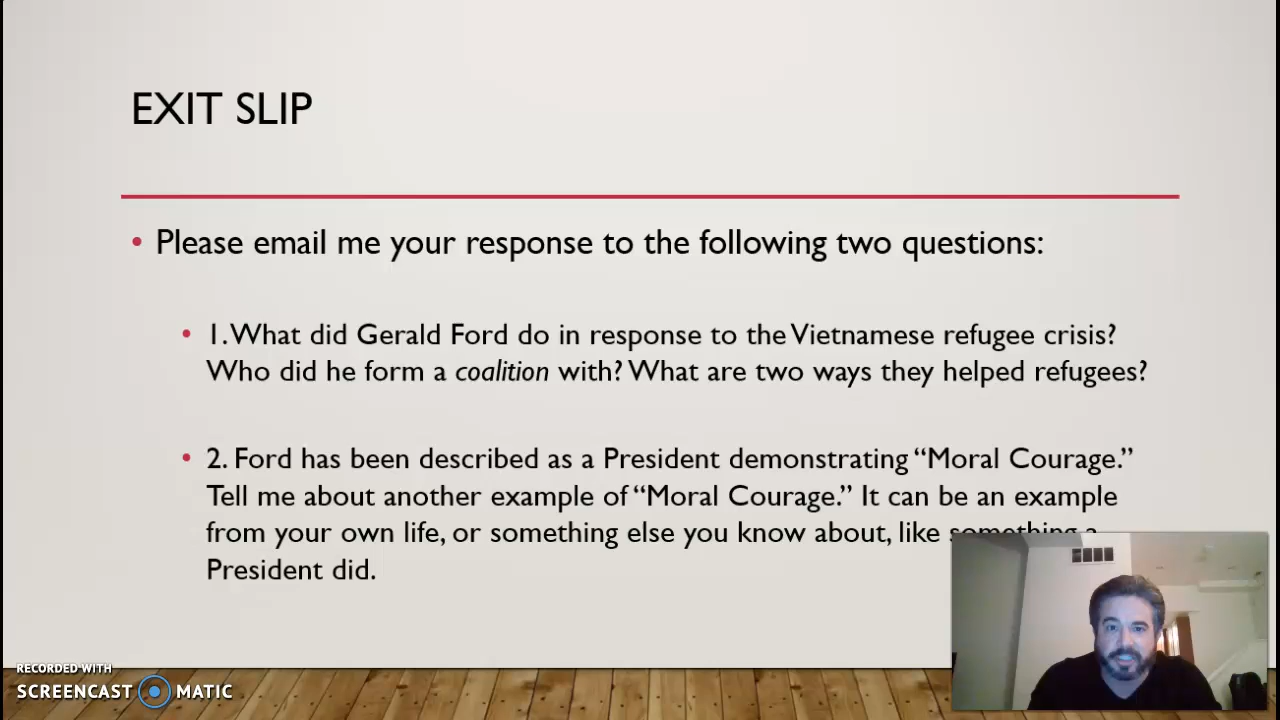 EXIT SLIP
• Please email me your response to the following two questions:
• 1. What did Gerald Ford do in response to the Vietnamese refugee crisis?
Who did he form a coalition with? What are two ways they helped refugees?
• 2. Ford has been described as a President demonstrating “Moral Courage.”
Tell me about another example of “Moral Courage.” It can be an example
from your own life, or something else you know about, like something a
President did.
RECORDED WITH
SCREENCAST MATIC